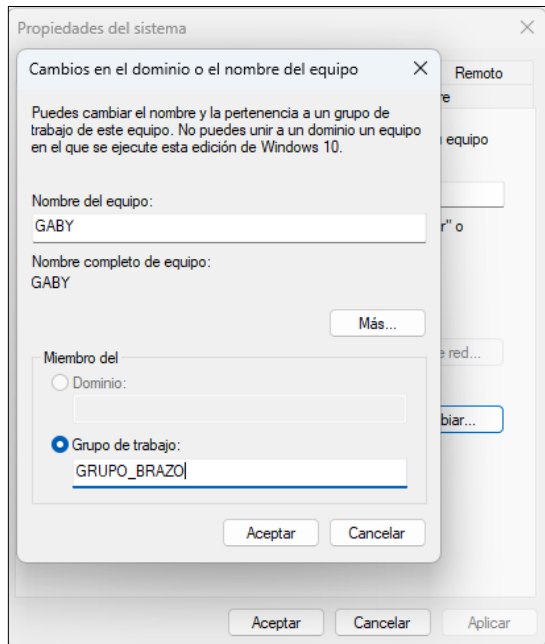 Propiedades del sistema
Cambios en el dominio o el nombre del equipo
Remoto
Puedes cambiar el nombre y la pertenencia a un grupo de
trabajo de este equipo. No puedes unir a un dominio un equipo
en el que se ejecute esta edición de Windows 10.
equipo
Nombre del equipo:
GABY
r" o
Nombre completo de equipo:
GABY
Más...
e red...
Miembro del
Dominio:
biar...
Grupo de trabajo:
GRUPO_BRAZO
Aceptar
Cancelar
Aceptar
Cancelar
Aplicar